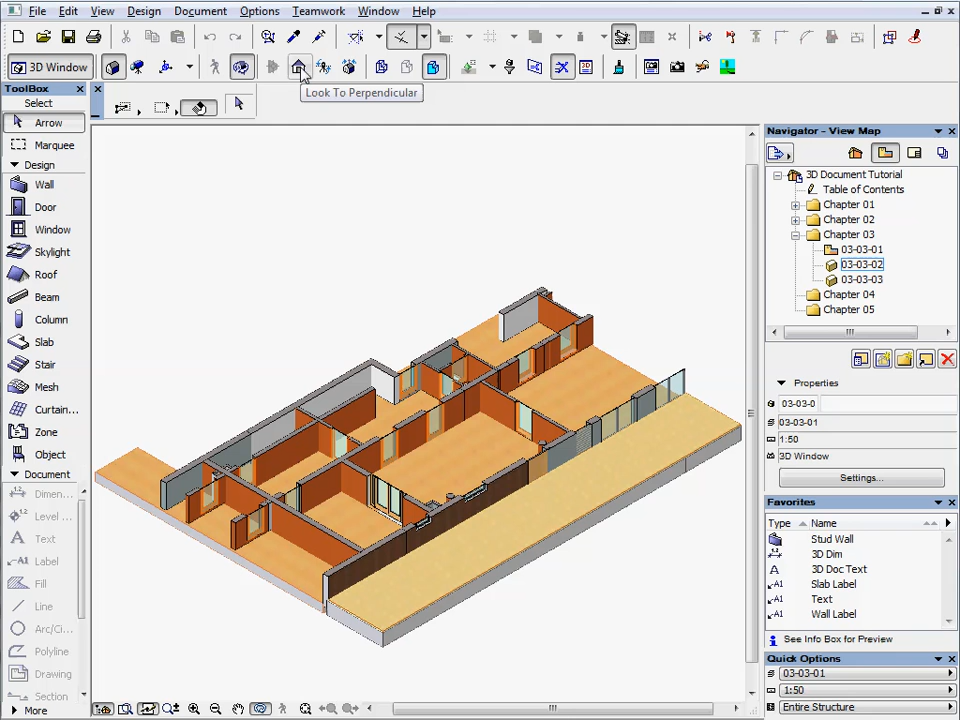 File Edit View Design Document Options Teamwork Window Help
3D Window
Look To Perpendicular
ToolBox
Select
Arrow
Marquee
Design
Wall
Door
Window
Skylight
Roof
Beam
Column
Slab
Stair
Mesh
Curtain...
Zone
Object
Document
Dimen...
Level ...
Text
Label
Fill
Line
Arc/Ci...
Polyline
Drawing
Section
More
Navigator - View Map
3D Document Tutorial
Table of Contents
Chapter 01
Chapter 02
Chapter 03
03-03-01
03-03-02
03-03-03
Chapter 04
Chapter 05
Properties
03-03-0
03-03-01
1:50
3D Window
Settings...
Favorites
Type Name
Stud Wall
3D Dim
3D Doc Text
Slab Label
Text
Wall Label
See Info Box for Preview
Quick Options
03-03-01
1:50
Entire Structure